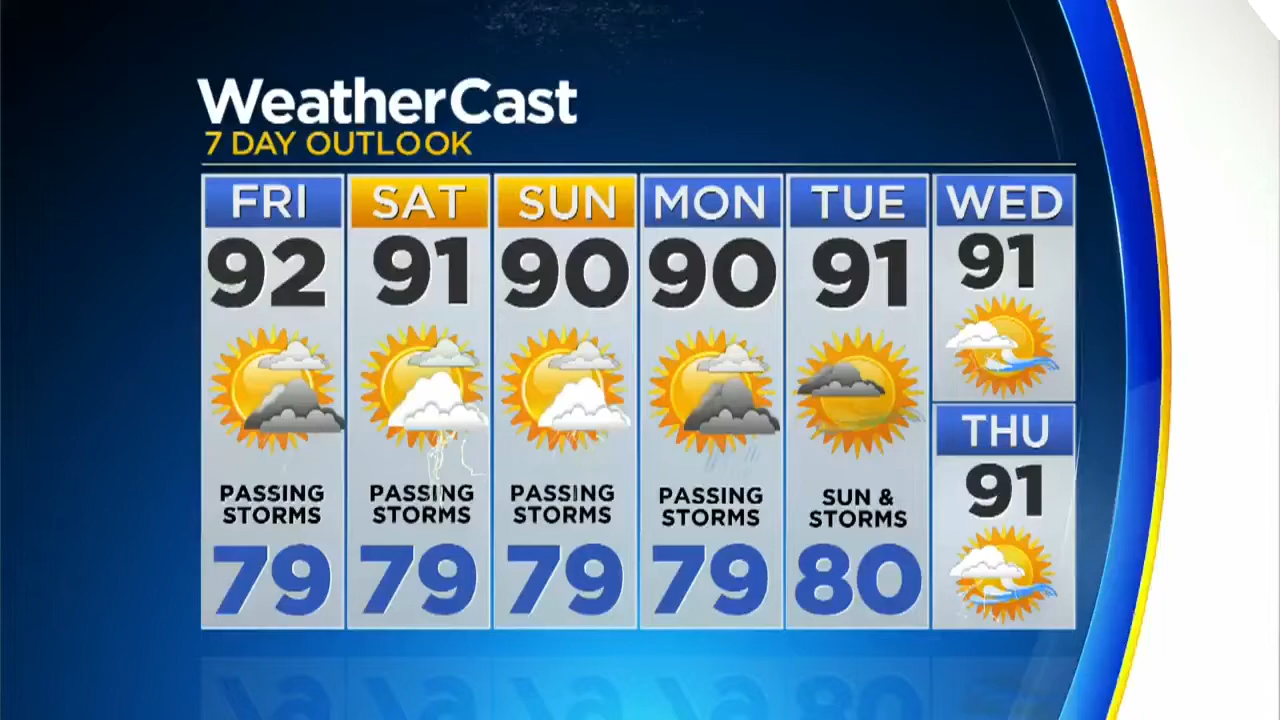 WeatherCast
7 DAY OUTLOOK
FRI
92
PASSING
STORMS
79
SAT
91
PASSING
STORMS
79
SUN
90
PASSING
STORMS
79
MON
90
PASSING
STORMS
79
TUE
91
SUN &
STORMS
80
WED
91
THU
91